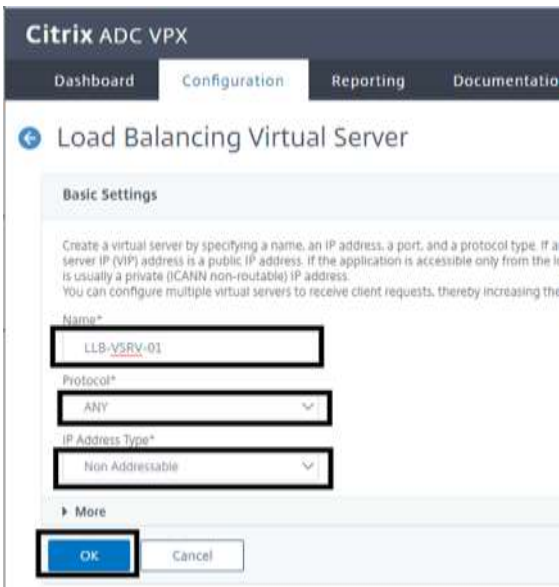 Citrix ADC VPX
Dashboard Configuration Reporting Documentatio
Load Balancing Virtual Server
Basic Settings
Create a virtual server by specifying a name, an IP address, a port, and a protocol type. If a
server IP (VIP) address is a public IP address. If the application is accessible only from the l
is usually a private (ICANN non-routable) IP address.
You can configure multiple virtual servers to receive client requests, thereby increasing the
Name*
LLB-VSRV-01
Protocol*
ANY
IP Address Type*
Non Addressable
More
OK Cancel